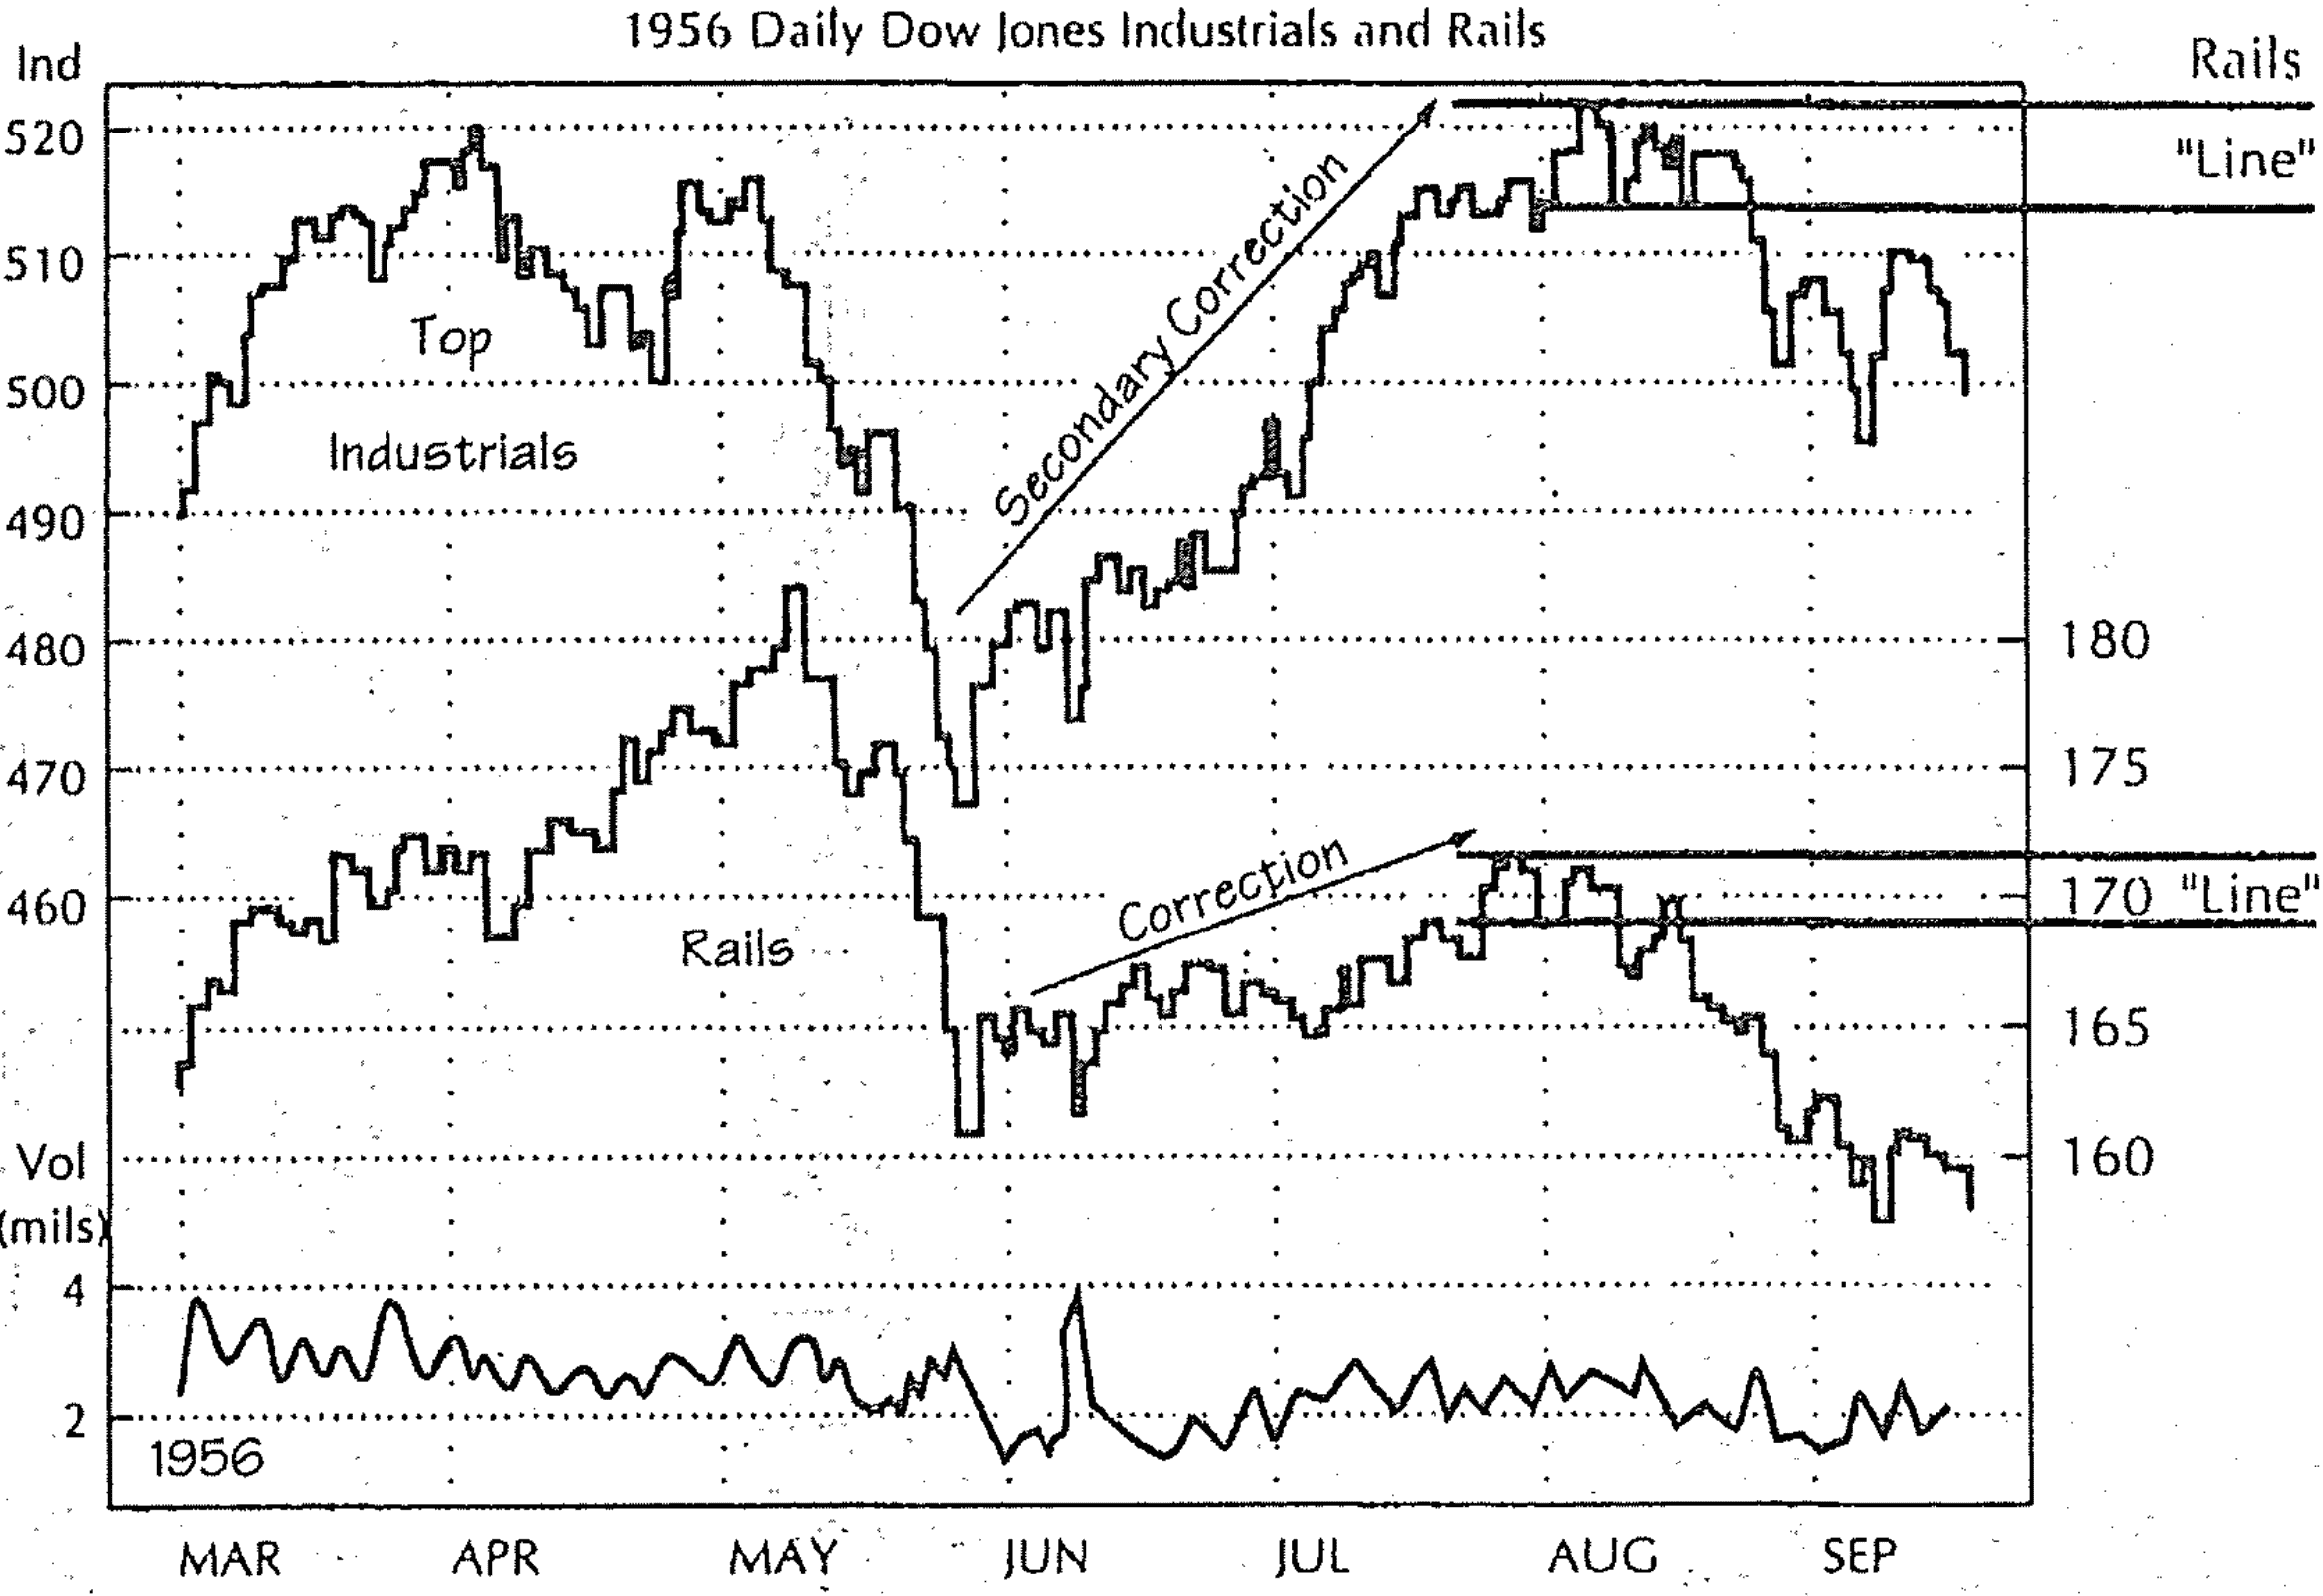 1956 Daily Dow Jones Industrials and Rails
Ind
Rails
520
"Line"
510
Top
500
Industrials
490
Secondary Correction
480
180
470
175
Correction
460
170 "Line"
Rails
165
Vol
160
(mils)
4
2
1956
MAR APR MAY JUN JUL AUG SEP